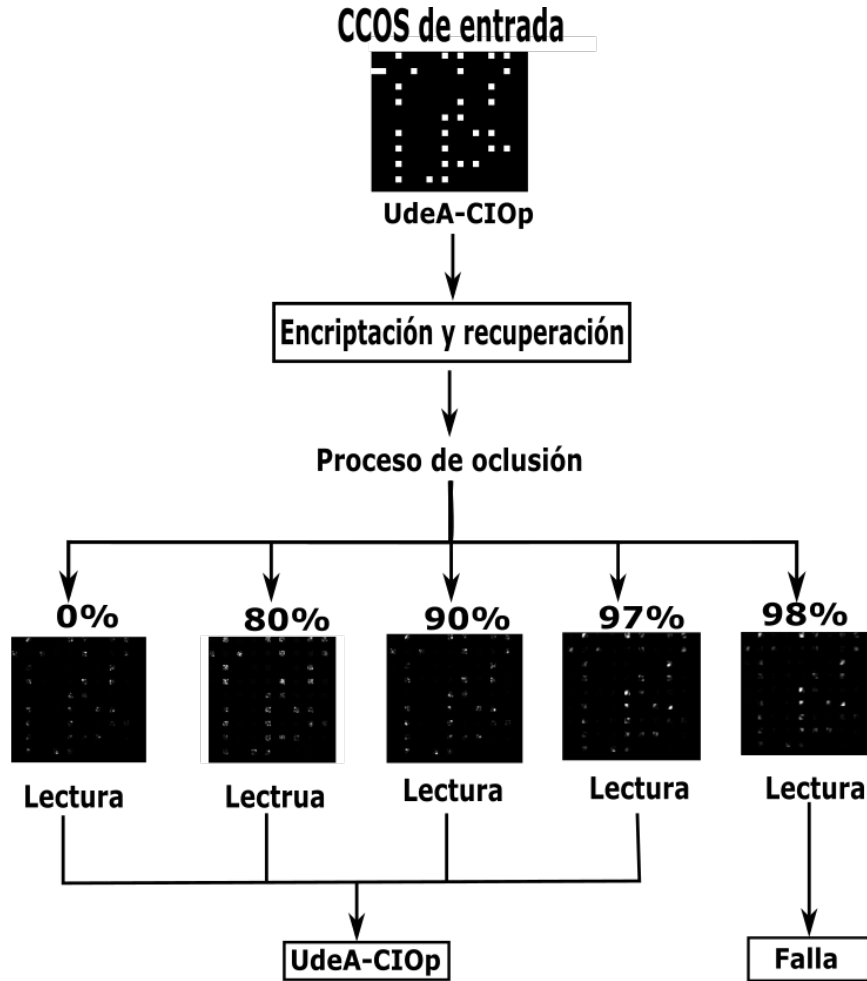 CCOS de entrada
UdeA-CIOp
Encriptación y recuperación
Proceso de oclusión
0% 80% 90% 97% 98%
Lectura Lectrua Lectura Lectura Lectura
UdeA-CIOp Falla